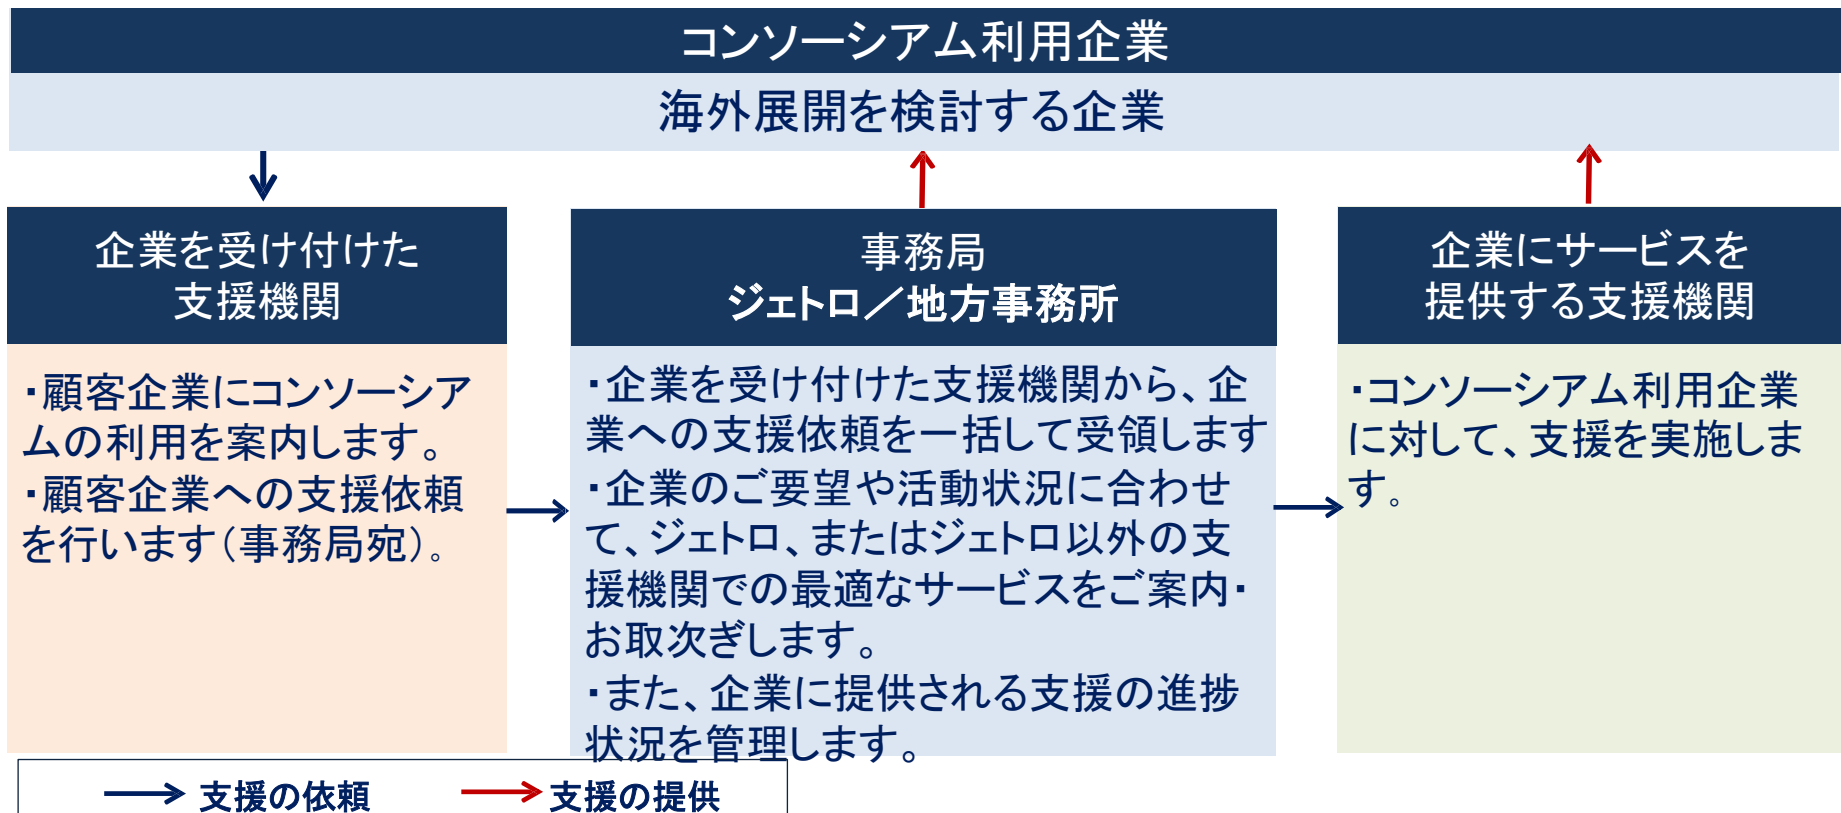 コンソーシアム利用企業
海外展開を検討する企業
企業を受け付けた
支援機関
・顧客企業にコンソーシア
ムの利用を案内します。
・顧客企業への支援依頼
を行います（事務局宛）。
事務局
ジェトロ／地方事務所
・企業を受け付けた支援機関から、企
業への支援依頼を一括して受領します
・企業のご要望や活動状況に合わせ
て、ジェトロ、またはジェトロ以外の支
援機関での最適なサービスをご案内・
お取次ぎします。
・また、企業に提供される支援の進捗
状況を管理します。
企業にサービスを
提供する支援機関
・コンソーシアム利用企業
に対して、支援を実施しま
す。
支援の依頼
支援の提供